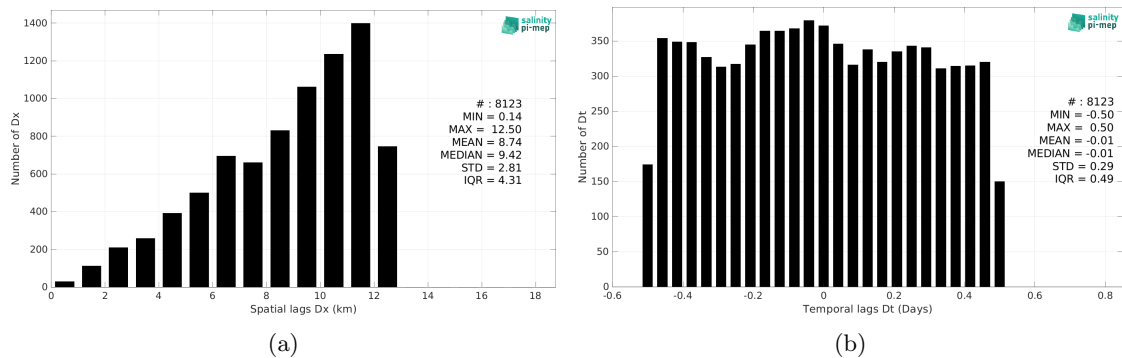 1400
1200
1000
800
600
400
200
0
Number of Dx
salinity
pi-mep
# : 8123
MIN = 0.14
MAX = 12.50
MEAN = 8.74
MEDIAN = 9.42
STD = 2.81
IQR = 4.31
0 2 4 6 8 10 12 14 16 18
Spatial lags Dx (km)
(a)
350
300
250
200
150
100
50
0
Number of Dt
salinity
pi-mep
# : 8123
MIN = -0.50
MAX = 0.50
MEAN = -0.01
MEDIAN = -0.01
STD = 0.29
IQR = 0.49
-0.6 -0.4 -0.2 0 0.2 0.4 0.6 0.8
Temporal lags Dt (Days)
(b)